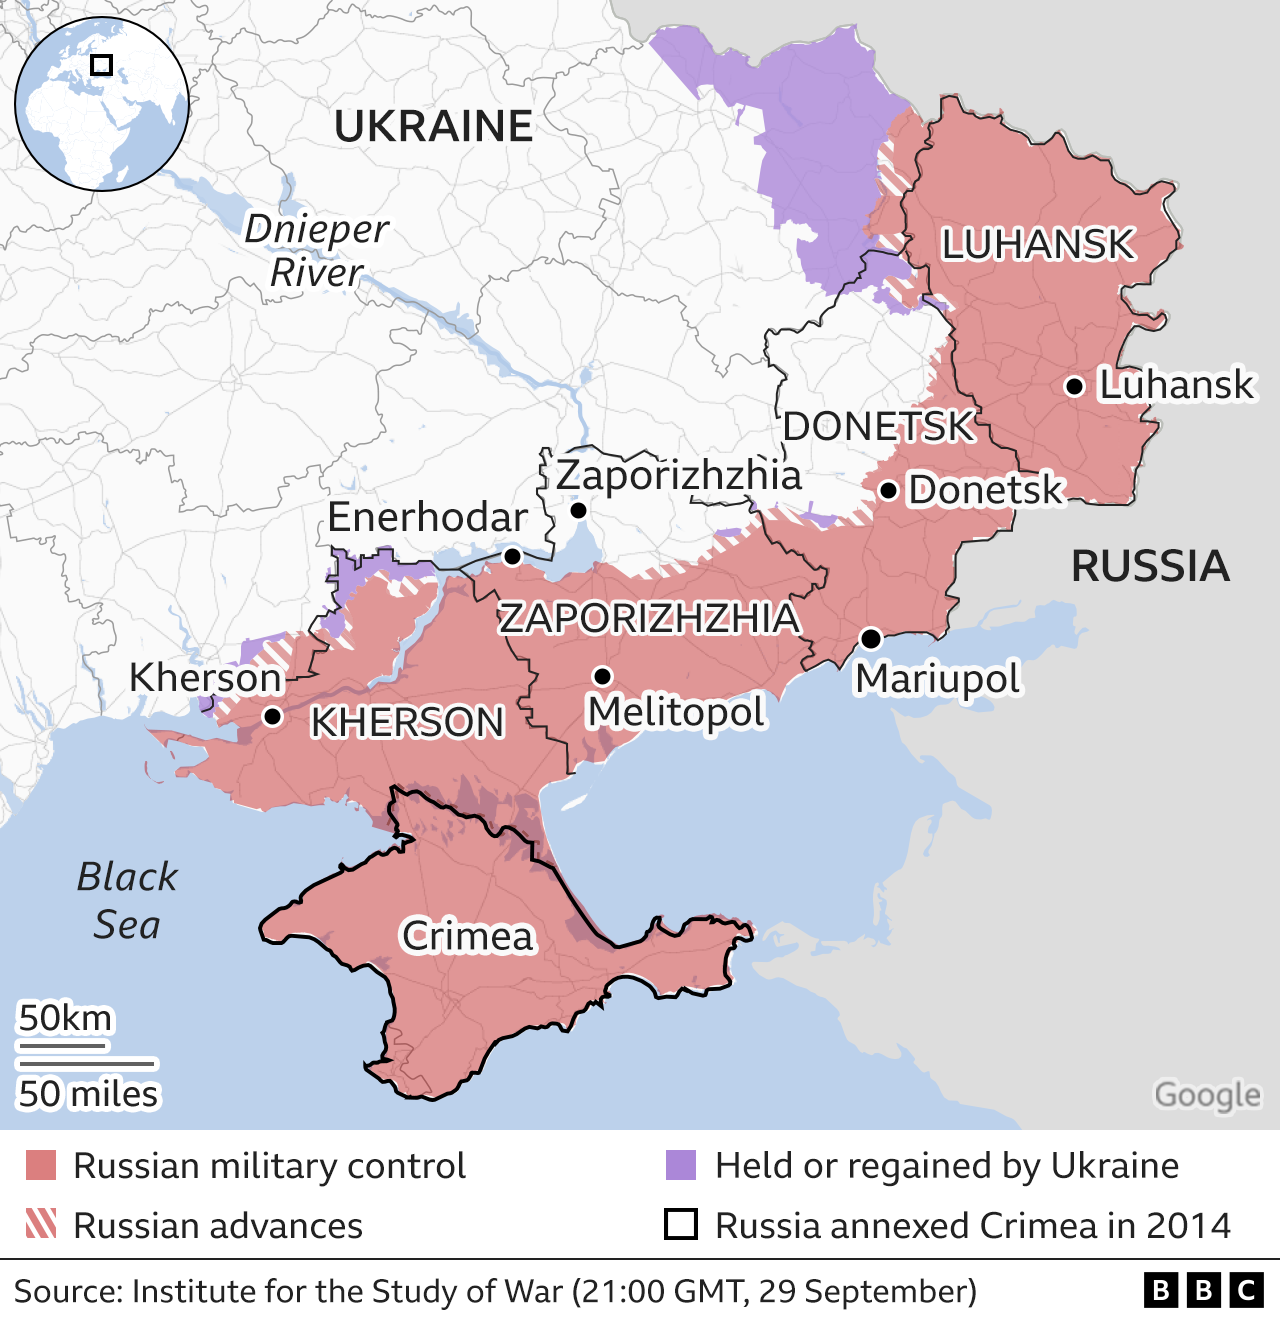 UKRAINE
Dnieper
River
LUHANSK
Luhansk
DONETSK
Zaporizhzhia
Donetsk
Enerhodar
RUSSIA
ZAPORIZHZHIA
Kherson
Mariupol
Melitopol
KHERSON
Black
Sea
Crimea
50km
50 miles
Google
Russian military control
Held or regained by Ukraine
Russian advances
Russia annexed Crimea in 2014
Source: Institute for the Study of War (21:00 GMT, 29 September)
BBC